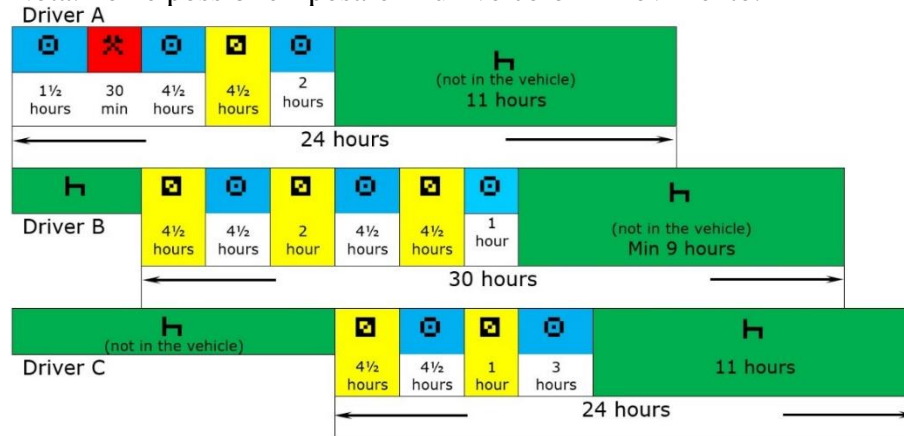 Driver A
1½ hours
30 min
4½ hours
4½ hours
2 hours
(not in the vehicle)
11 hours
24 hours
Driver B
4½ hours
4½ hours
2 hour
4½ hours
4½ hours
1 hour
(not in the vehicle)
Min 9 hours
30 hours
(not in the vehicle)
Driver C
4½ hours
4½ hours
1 hour
3 hours
11 hours
24 hours